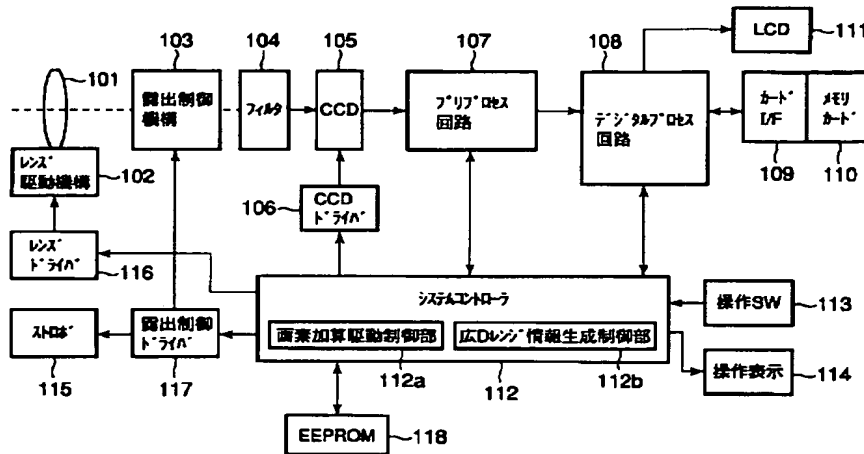 101
103
露出制御
機構
104
フィルタ
105
CCD
107
プリプロセス
回路
108
デジタルプロセス
回路
LCD
111
カード
I/F
109
メモリ
カード
110
レンズ
駆動機構
102
106
CCD
ドライバ
レンズ
ドライバ
116
システムコントローラ
画素加算駆動制御部
112a
広Dレンジ情報生成制御部
112b
112
操作SW
113
操作表示
114
ストロボ
115
露出制御
ドライバ
117
EEPROM
118